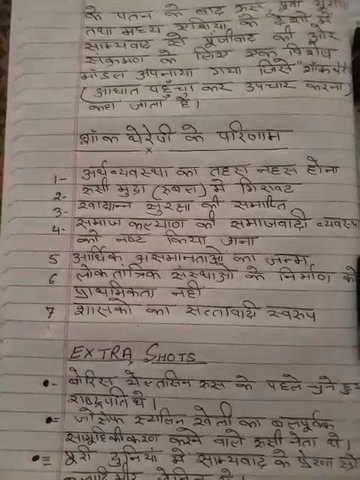 के पतन के बाद रूस, पूर्वी यूरोप
तथा मध्य एशिया के देशों में
साम्यवाद से पूंजीवाद की ओर
संक्रमण के लिए एक विशेष
मॉडल अपनाया गया जिसे "शॉक
(आघात पहुँचा कर उपचार करना)
कहा जाता है।
शॉक थेरेपी के परिणाम
1- अर्थव्यवस्था का तहस नहस होना
2- रूसी मुद्रा (रूबल) में गिरावट
3- खाद्यान्न सुरक्षा की समाप्ति
4- समाज कल्याण की समाजवादी व्यवस्था
को नष्ट किया जाना
5 आर्थिक असमानताओं का जन्म
6 लोकतांत्रिक संस्थाओं के निर्माण को
प्राथमिकता नहीं
7 शासकों का सत्तावादी स्वरूप
EXTRA SHOTS
•- बोरिस येल्तसिन रूस के पहले चुने हुए
राष्ट्रपति थे।
•= जोसेफ स्टालिन खेती का बलपूर्वक
सामूहिकीकरण करने वाले रूसी नेता थे।
•= पूरी दुनिया में साम्यवाद के प्रेरणा स्रोत